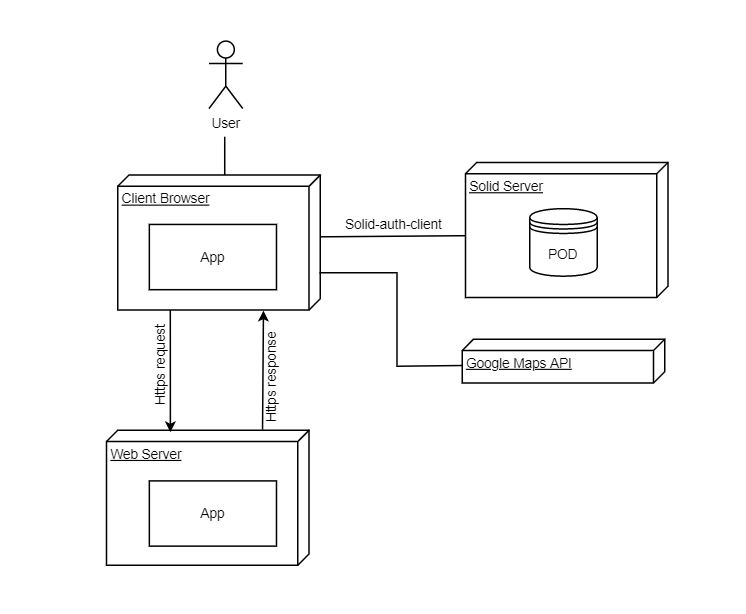 User
Client Browser
App
Solid-auth-client
Solid Server
POD
Google Maps API
Https request
Https response
Web Server
App